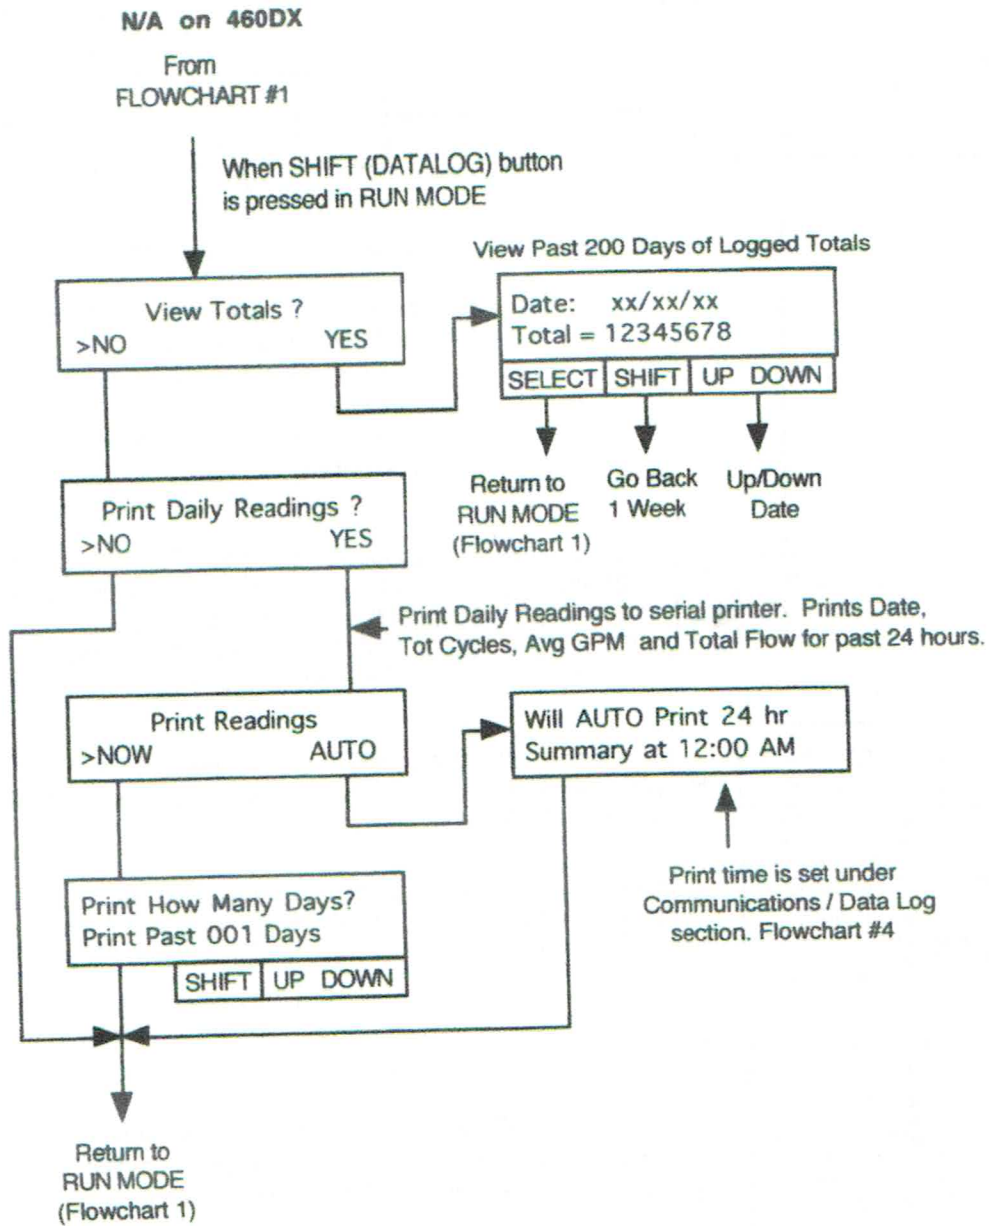 N/A on 460DX
From
FLOWCHART #1
When SHIFT (DATALOG) button
is pressed in RUN MODE
View Totals ?
>NO YES
View Past 200 Days of Logged Totals
Date: xx/xx/xx
Total = 12345678
SELECT SHIFT UP DOWN
Return to
RUN MODE
(Flowchart 1)
Go Back
1 Week
Up/Down
Date
Print Daily Readings ?
>NO YES
Print Daily Readings to serial printer. Prints Date,
Tot Cycles, Avg GPM and Total Flow for past 24 hours.
Print Readings
>NOW AUTO
Will AUTO Print 24 hr
Summary at 12:00 AM
Print time is set under
Communications / Data Log
section. Flowchart #4
Print How Many Days?
Print Past 001 Days
SHIFT UP DOWN
Return to
RUN MODE
(Flowchart 1)